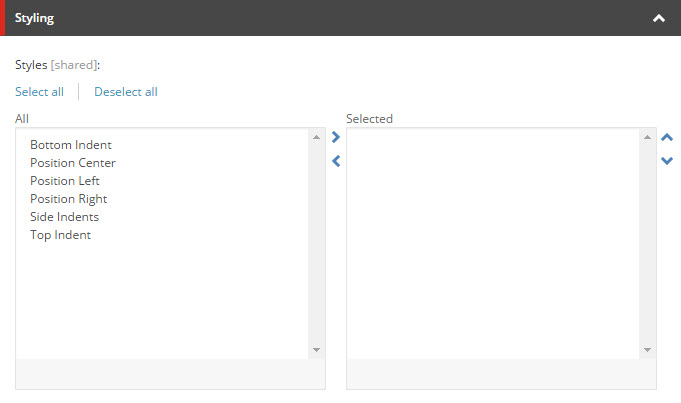 Styling
Styles [shared]:
Select all
Deselect all
All
Selected
Bottom Indent
Position Center
Position Left
Position Right
Side Indents
Top Indent